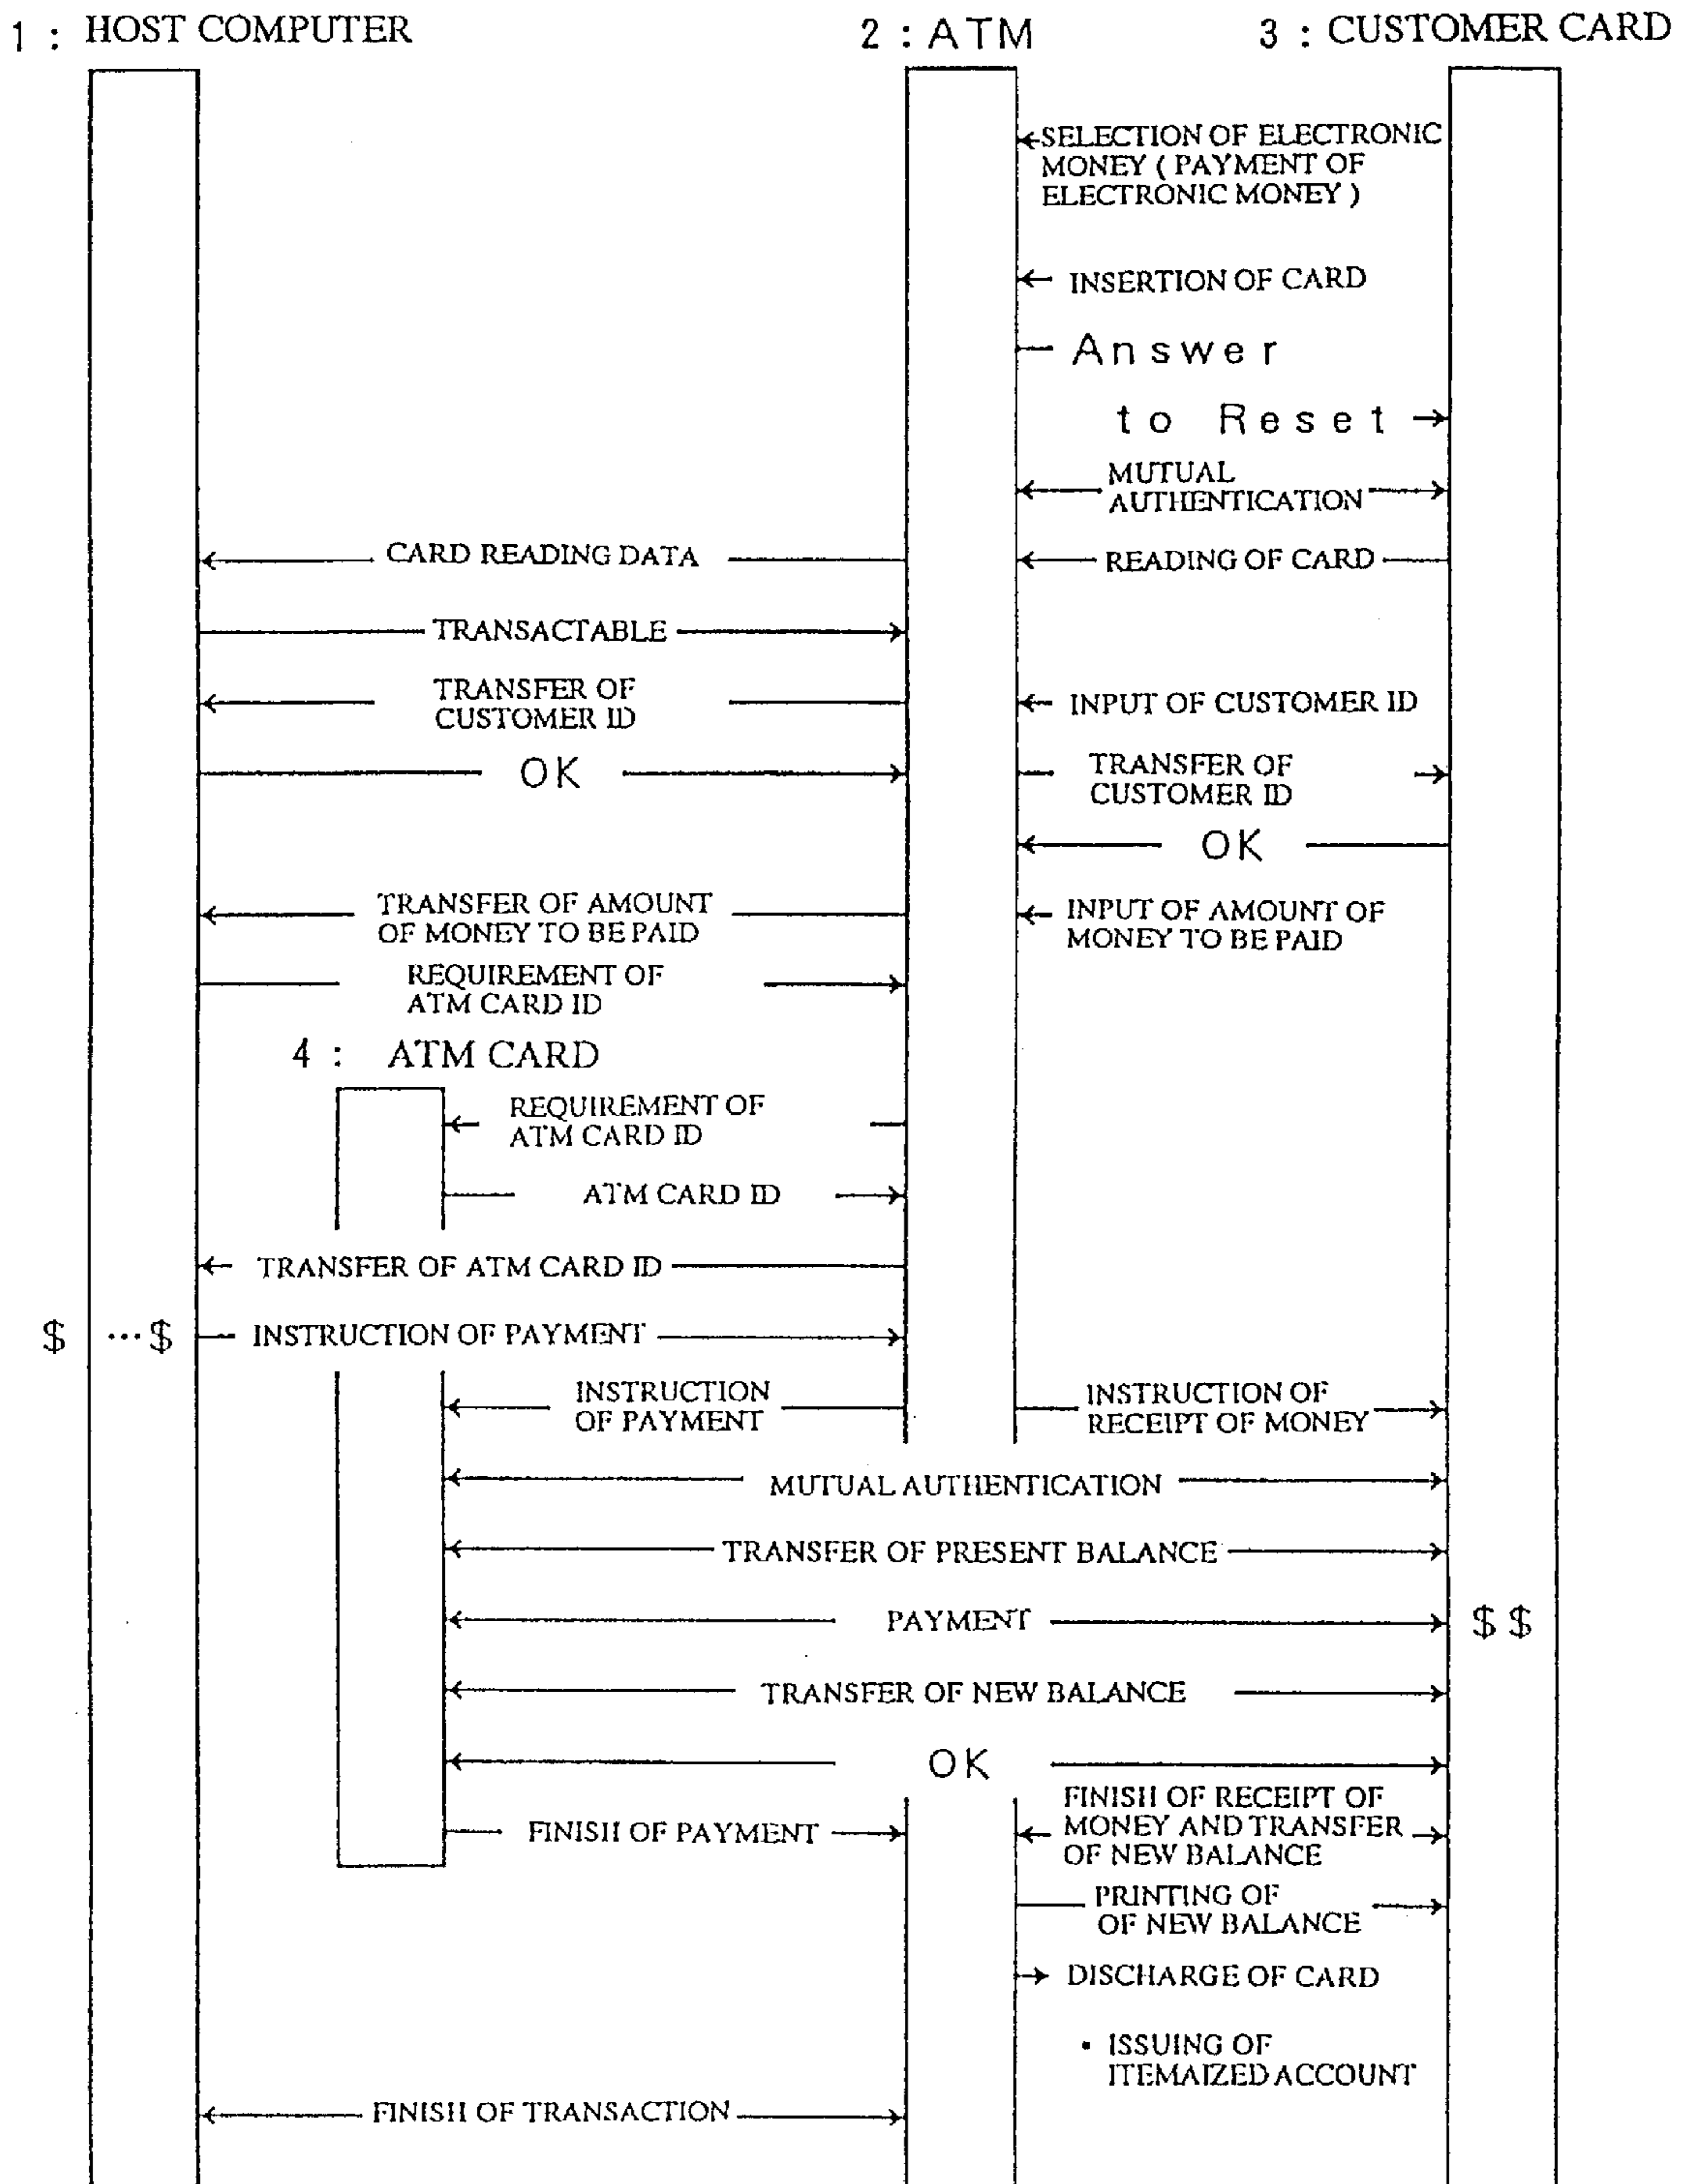 1 : HOST COMPUTER
2 : ATM
3 : CUSTOMER CARD
SELECTION OF ELECTRONIC
MONEY ( PAYMENT OF
ELECTRONIC MONEY )
INSERTION OF CARD
Answer
to Reset
MUTUAL
AUTHENTICATION
CARD READING DATA
READING OF CARD
TRANSACTABLE
TRANSFER OF
CUSTOMER ID
INPUT OF CUSTOMER ID
OK
TRANSFER OF
CUSTOMER ID
OK
TRANSFER OF AMOUNT
OF MONEY TO BE PAID
INPUT OF AMOUNT OF
MONEY TO BE PAID
REQUIREMENT OF
ATM CARD ID
4 : ATM CARD
REQUIREMENT OF
ATM CARD ID
ATM CARD ID
TRANSFER OF ATM CARD ID
$ ...$ INSTRUCTION OF PAYMENT
INSTRUCTION
OF PAYMENT
INSTRUCTION OF
RECEIPT OF MONEY
MUTUAL AUTHENTICATION
TRANSFER OF PRESENT BALANCE
PAYMENT
$ $
TRANSFER OF NEW BALANCE
OK
FINISH OF PAYMENT
FINISH OF RECEIPT OF
MONEY AND TRANSFER
OF NEW BALANCE
PRINTING OF
OF NEW BALANCE
DISCHARGE OF CARD
• ISSUING OF
ITEMAIZED ACCOUNT
FINISH OF TRANSACTION